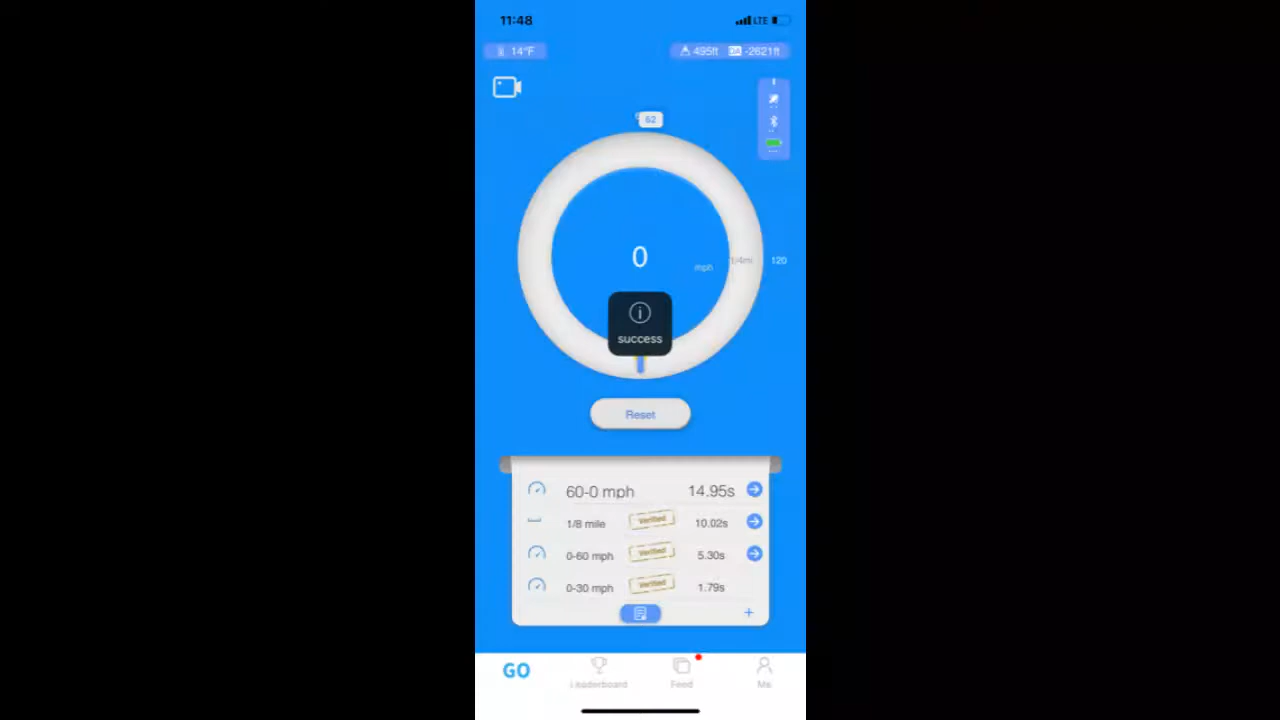 11:48 LTE
14°F 495ft DA -2621ft
62
0 mph 1/4mi 120
success
Reset
60-0 mph 14.95s
1/8 mile Verified 10.02s
0-60 mph Verified 5.30s
0-30 mph Verified 1.79s
+
GO
Leaderboard Feed Me